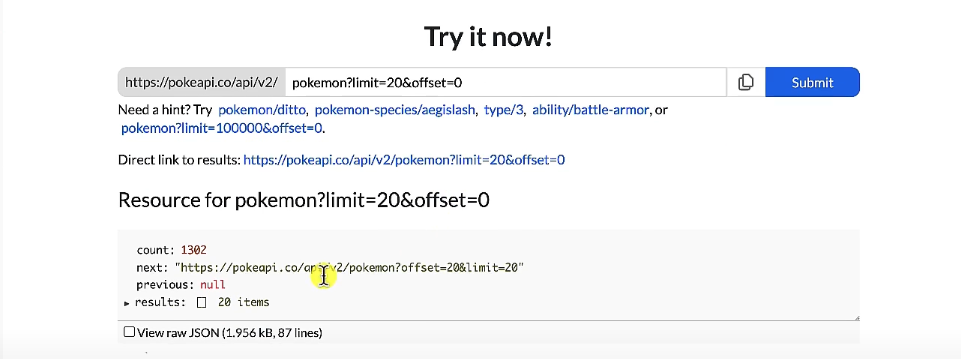 Try it now!
https://pokeapi.co/api/v2/ pokemon?limit=20&offset=0 Submit
Need a hint? Try pokemon/ditto, pokemon-species/aegislash, type/3, ability/battle-armor, or
pokemon?limit=100000&offset=0.
Direct link to results: https://pokeapi.co/api/v2/pokemon?limit=20&offset=0
Resource for pokemon?limit=20&offset=0
count: 1302
next: "https://pokeapi.co/api/v2/pokemon?offset=20&limit=20"
previous: null
results: 20 items
View raw JSON (1.956 kB, 87 lines)